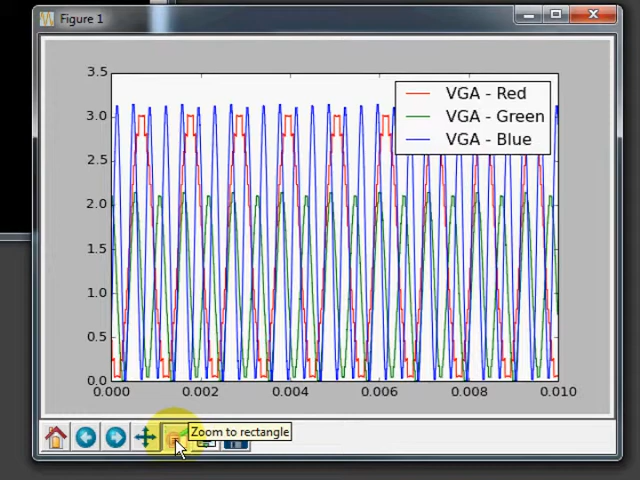 Figure 1
3.5
VGA - Red
3.0
VGA - Green
VGA - Blue
2.5
2.0
1.5
1.0
0.5
0.0
0.000 0.002 0.004 0.006 0.008 0.010
Zoom to rectangle